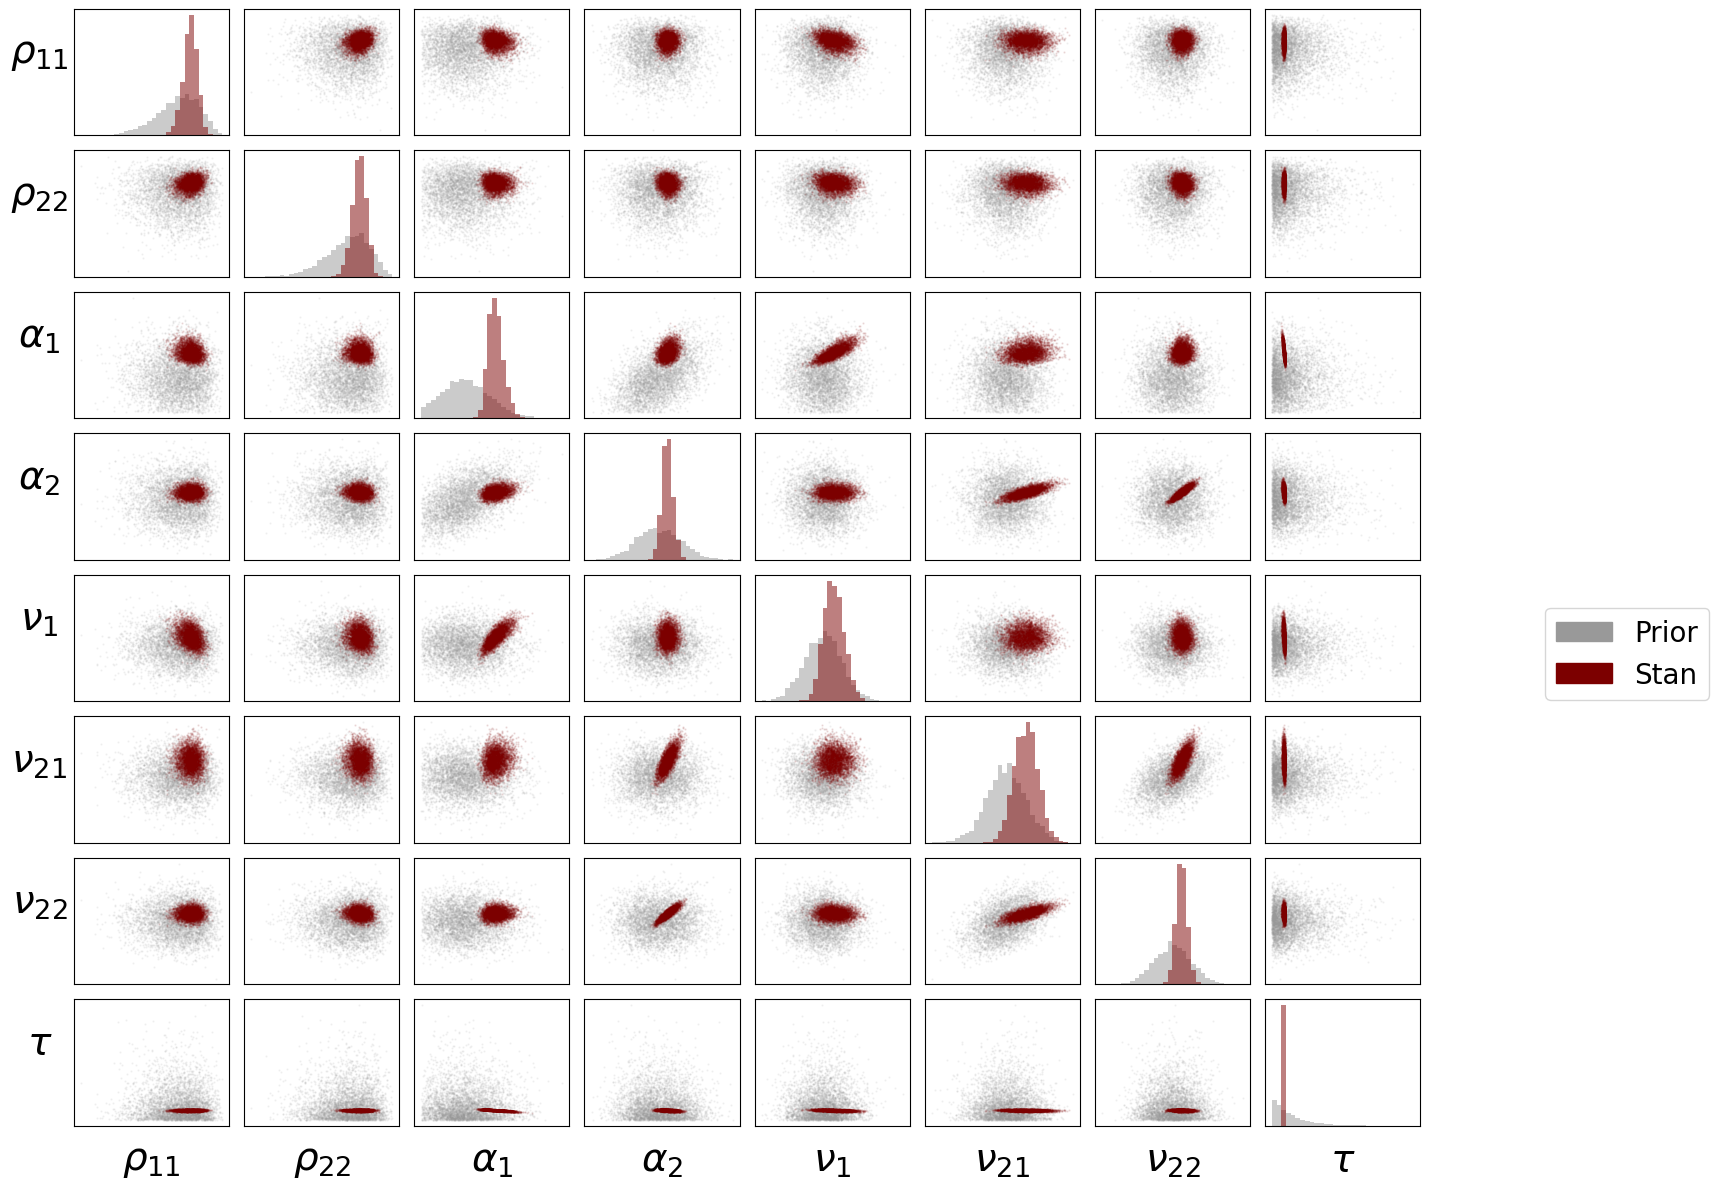 ρ₁₁
ρ₂₂
α₁
α₂
ν₁
ν₂₁
ν₂₂
τ
Prior
Stan
ρ₁₁ ρ₂₂ α₁ α₂ ν₁ ν₂₁ ν₂₂ τ